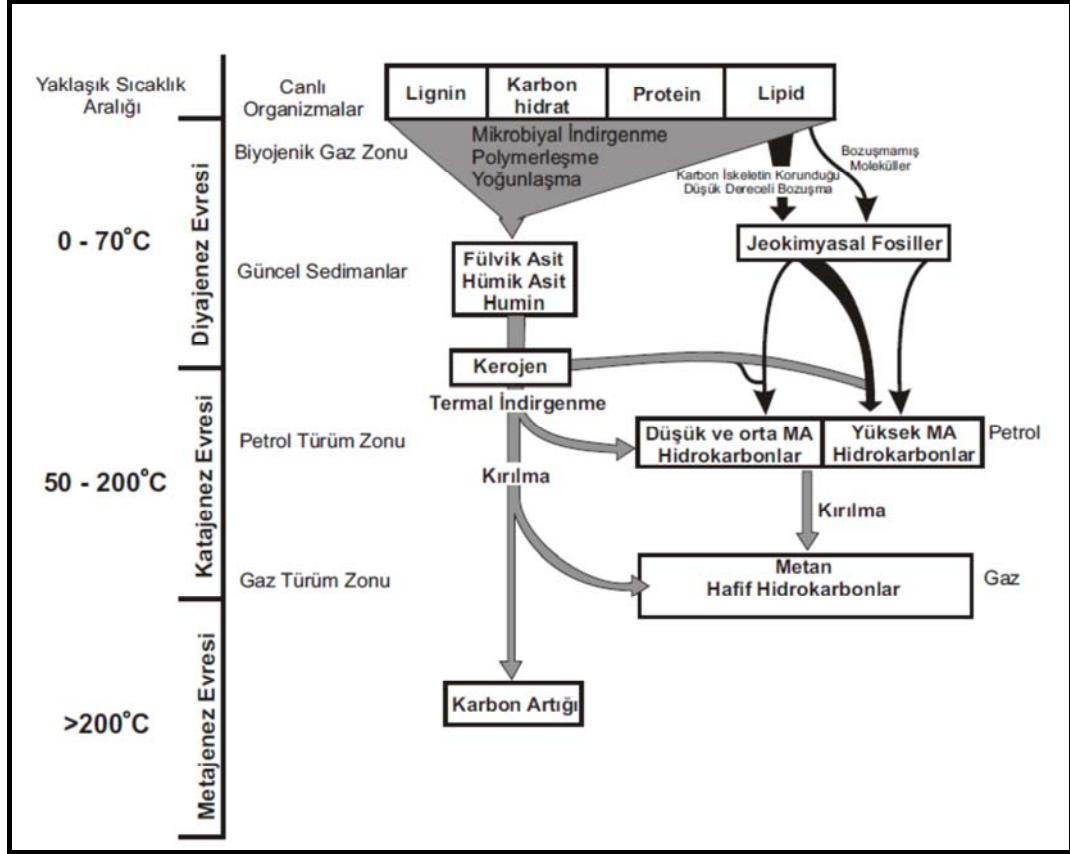 Yaklaşık Sıcaklık
Aralığı
Canlı
Organizmalar
Lignin
Karbon
hidrat
Protein
Lipid
Diyajenez Evresi
0 - 70°C
Biyojenik Gaz Zonu
Mikrobiyal İndirgenme
Polymerleşme
Yoğunlaşma
Karbon İskeletin Korunduğu
Düşük Dereceli Bozuşma
Bozuşmamış
Moleküller
Güncel Sedimanlar
Fülvik Asit
Hümik Asit
Humin
Jeokimyasal Fosiller
Kerojen
Termal İndirgenme
Katajenez Evresi
50 - 200°C
Petrol Türüm Zonu
Düşük ve orta MA
Hidrokarbonlar
Yüksek MA
Hidrokarbonlar
Petrol
Kırılma
Kırılma
Gaz Türüm Zonu
Metan
Hafif Hidrokarbonlar
Gaz
Metajenez Evresi
>200°C
Karbon Artığı